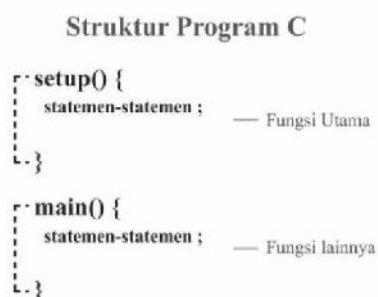 Struktur Program C
setup() {
statemen-statemen ;
Fungsi Utama
}
main() {
statemen-statemen ;
Fungsi lainnya
}